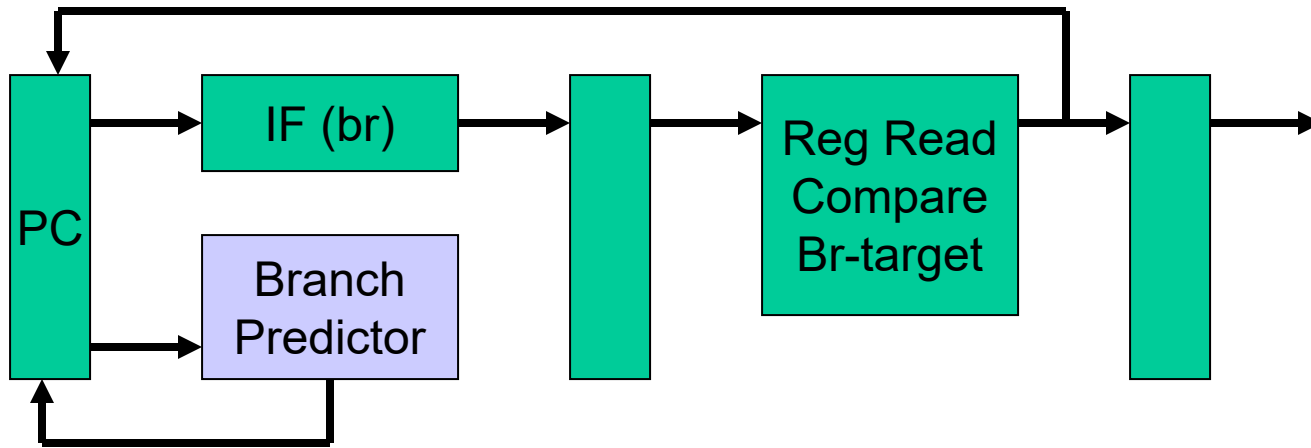 PC
IF (br)
Branch
Predictor
Reg Read
Compare
Br-target